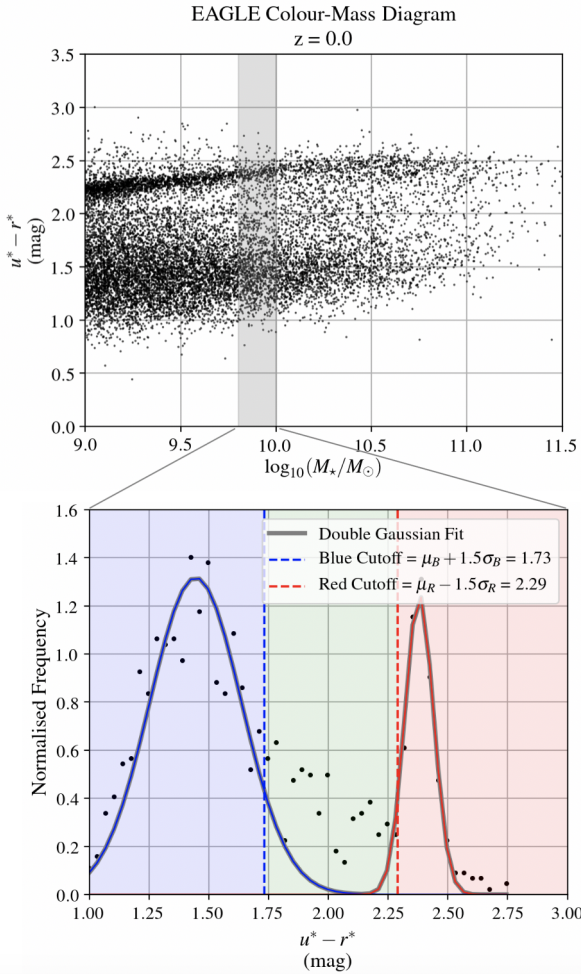 EAGLE Colour-Mass Diagram
z = 0.0
3.5
3.0
2.5
2.0
1.5
1.0
0.5
0.0
u* − r*
(mag)
9.0 9.5 10.0 10.5 11.0 11.5
log₁₀(M⋆/M☉)
1.6
1.4
1.2
1.0
0.8
0.6
0.4
0.2
0.0
Normalised Frequency
Double Gaussian Fit
Blue Cutoff = μ_B + 1.5σ_B = 1.73
Red Cutoff = μ_R − 1.5σ_R = 2.29
1.00 1.25 1.50 1.75 2.00 2.25 2.50 2.75 3.00
u* − r*
(mag)